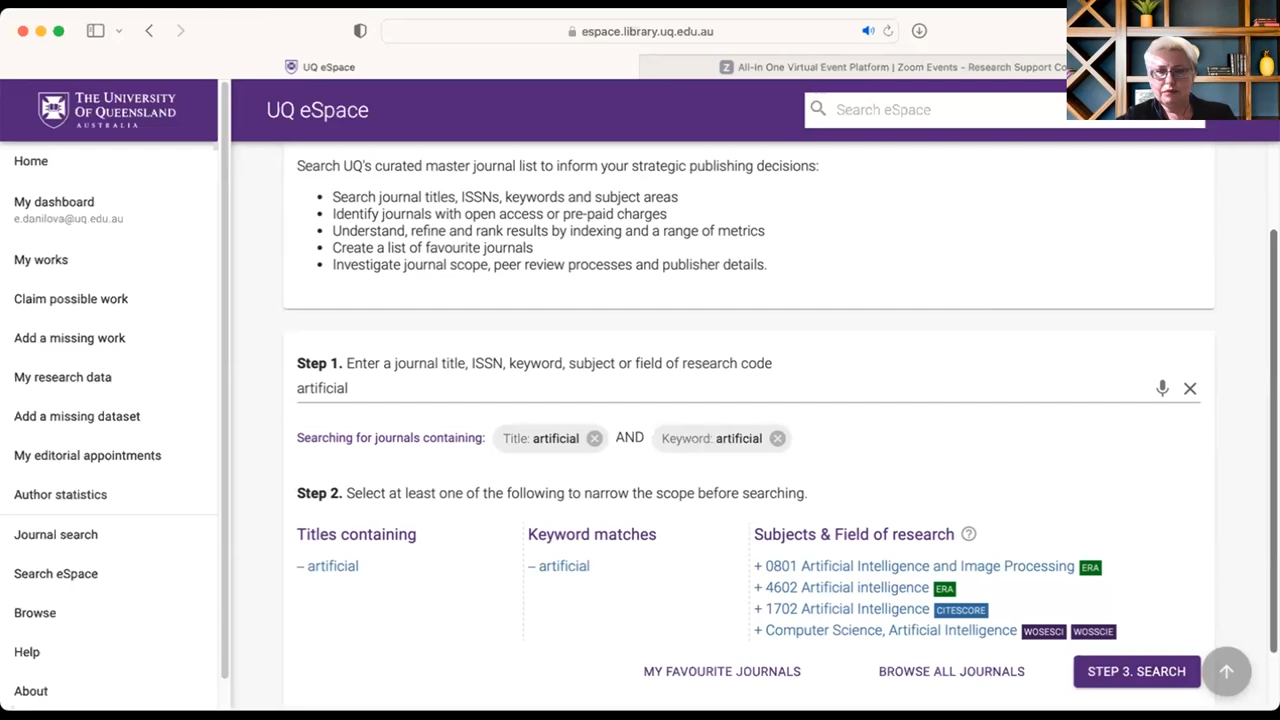 espace.library.uq.edu.au
UQ eSpace
Z All-in One Virtual Event Platform | Zoom Events - Research Support Co
THE UNIVERSITY
OF QUEENSLAND
AUSTRALIA
UQ eSpace
Search eSpace
Home
My dashboard
e.danilova@uq.edu.au
My works
Claim possible work
Add a missing work
My research data
Add a missing dataset
My editorial appointments
Author statistics
Journal search
Search eSpace
Browse
Help
About
Search UQ's curated master journal list to inform your strategic publishing decisions:
• Search journal titles, ISSNs, keywords and subject areas
• Identify journals with open access or pre-paid charges
• Understand, refine and rank results by indexing and a range of metrics
• Create a list of favourite journals
• Investigate journal scope, peer review processes and publisher details.
Step 1. Enter a journal title, ISSN, keyword, subject or field of research code
artificial
Searching for journals containing: Title: artificial AND Keyword: artificial
Step 2. Select at least one of the following to narrow the scope before searching.
Titles containing
– artificial
Keyword matches
– artificial
Subjects & Field of research ?
+ 0801 Artificial Intelligence and Image Processing ERA
+ 4602 Artificial intelligence ERA
+ 1702 Artificial Intelligence CITESCORE
+ Computer Science, Artificial Intelligence WOSESCI WOSSCIE
MY FAVOURITE JOURNALS BROWSE ALL JOURNALS STEP 3. SEARCH